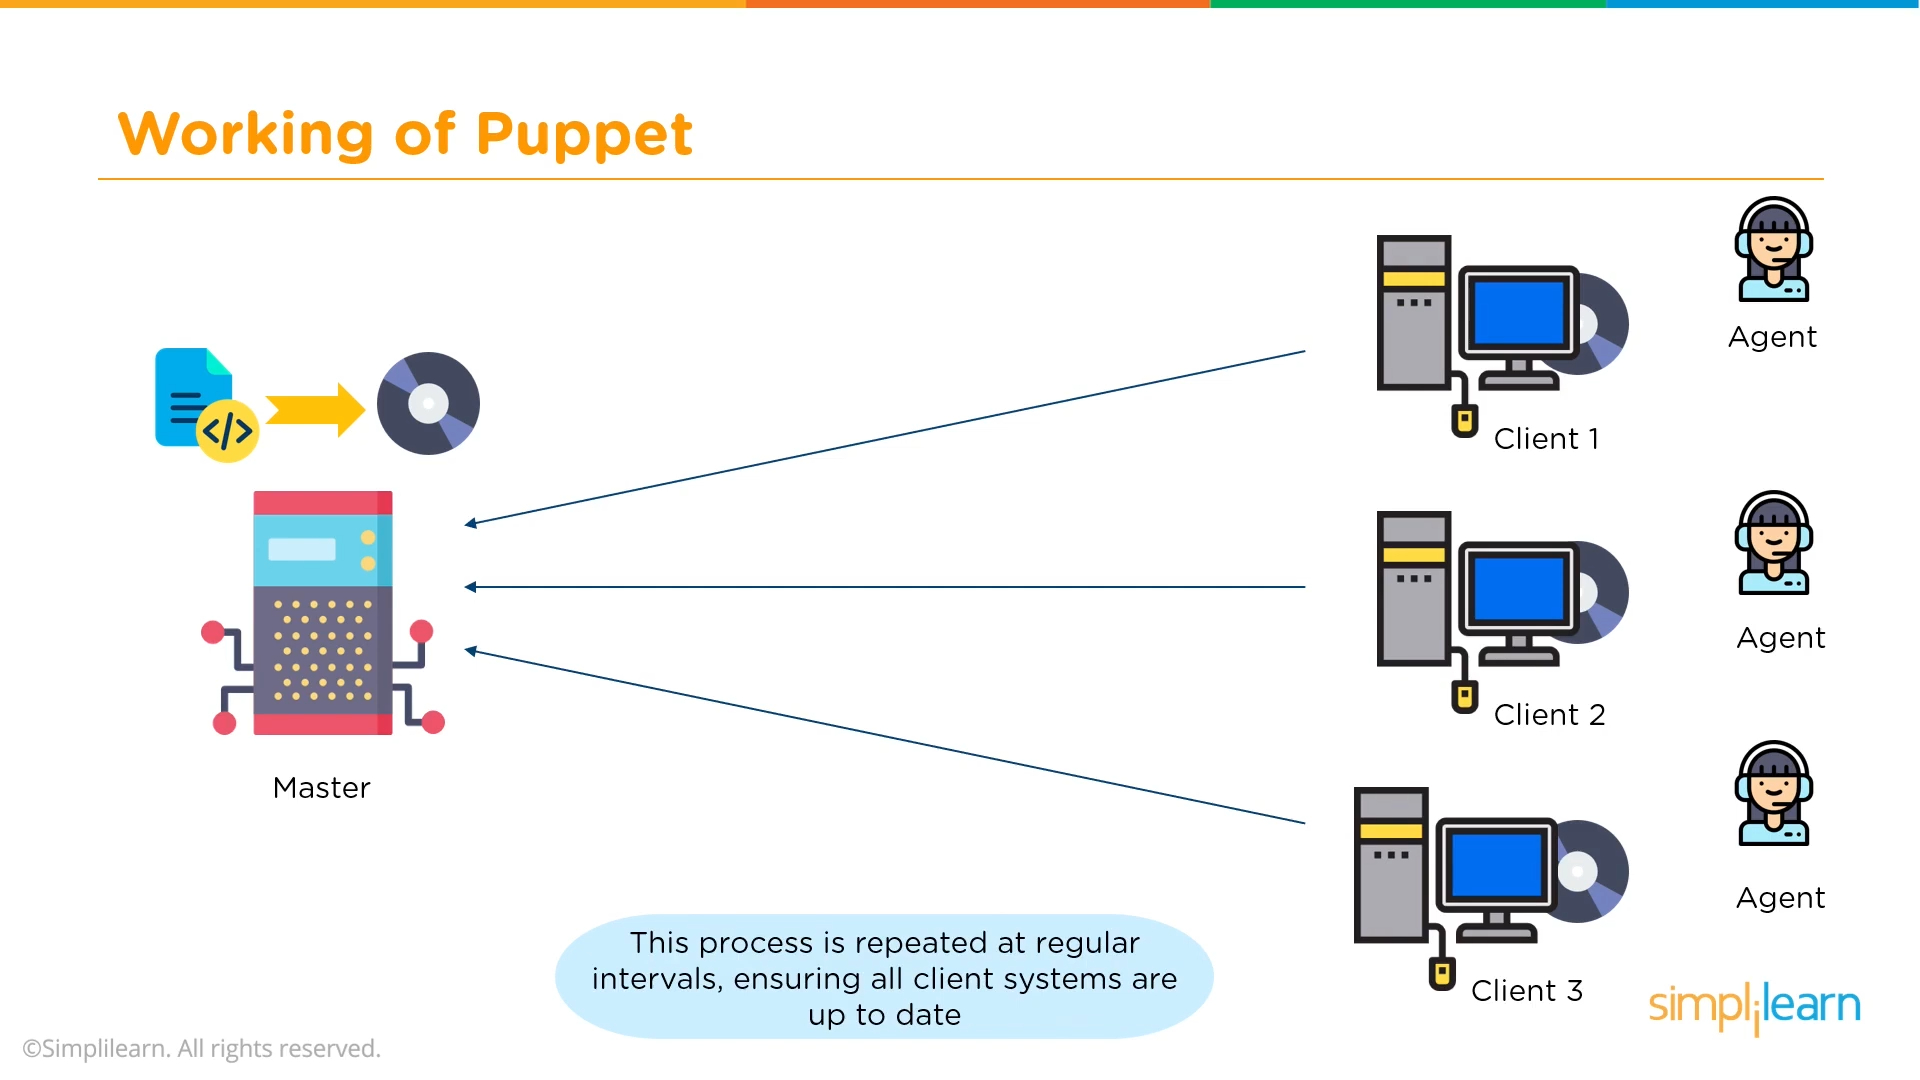 Working of Puppet
Agent
Client 1
Agent
Client 2
Master
Agent
Client 3
This process is repeated at regular
intervals, ensuring all client systems are
up to date
simplilearn
©Simplilearn. All rights reserved.